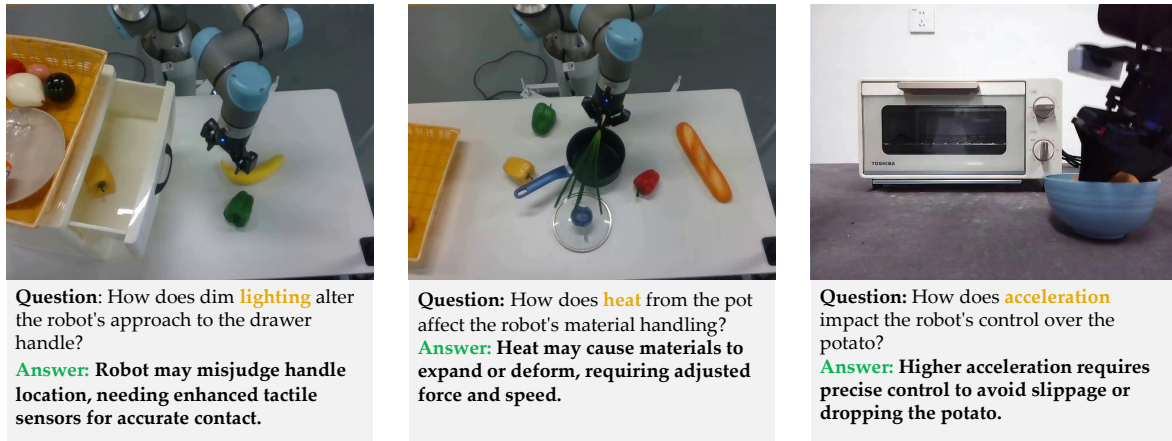 TOSHIBA
Question: How does dim lighting alter
the robot's approach to the drawer
handle?
Answer: Robot may misjudge handle
location, needing enhanced tactile
sensors for accurate contact.
Question: How does heat from the pot
affect the robot's material handling?
Answer: Heat may cause materials to
expand or deform, requiring adjusted
force and speed.
Question: How does acceleration
impact the robot's control over the
potato?
Answer: Higher acceleration requires
precise control to avoid slippage or
dropping the potato.